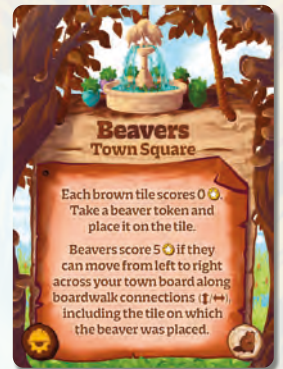 Beavers
Town Square
Each brown tile scores 0.
Take a beaver token and
place it on the tile.
Beavers score 5 if they
can move from left to right
across your town board along
boardwalk connections (↕/↔),
including the tile on which
the beaver was placed.